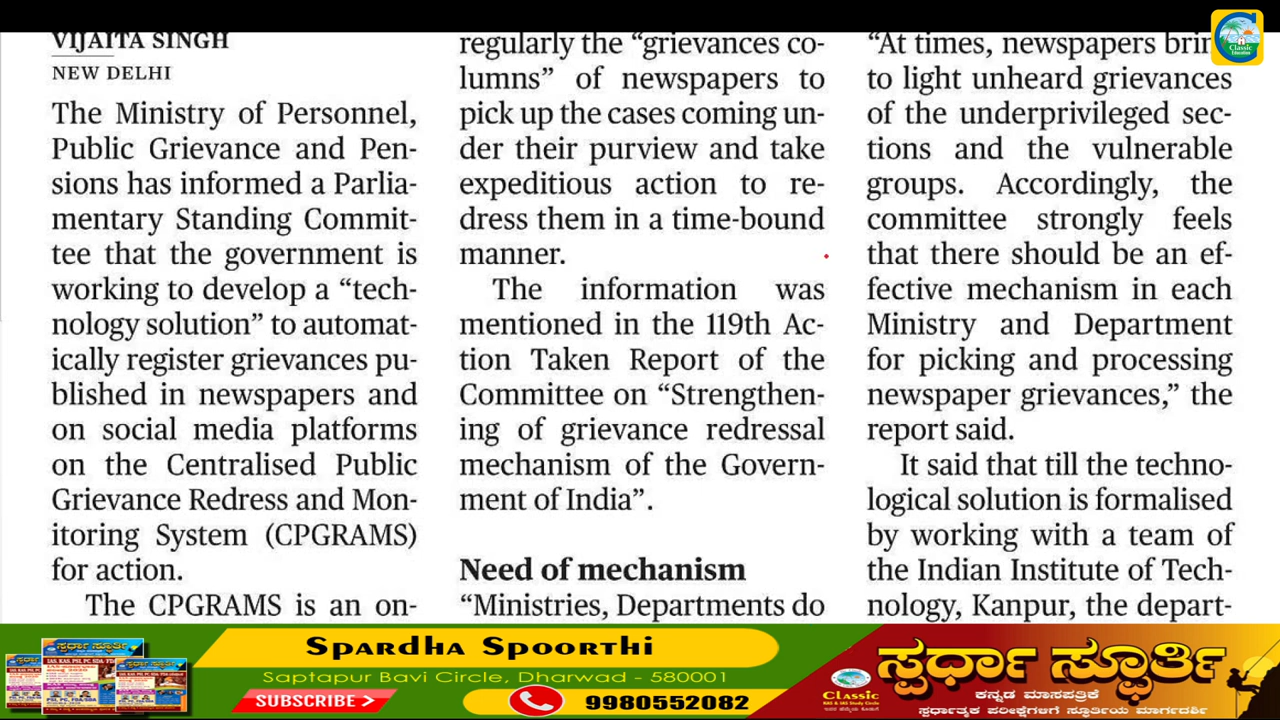 VIJAITA SINGH
NEW DELHI
The Ministry of Personnel,
Public Grievance and Pen-
sions has informed a Parlia-
mentary Standing Commit-
tee that the government is
working to develop a “tech-
nology solution” to automat-
ically register grievances pu-
blished in newspapers and
on social media platforms
on the Centralised Public
Grievance Redress and Mon-
itoring System (CPGRAMS)
for action.
The CPGRAMS is an on-
regularly the “grievances co-
lumns” of newspapers to
pick up the cases coming un-
der their purview and take
expeditious action to re-
dress them in a time-bound
manner.
The information was
mentioned in the 119th Ac-
tion Taken Report of the
Committee on “Strengthen-
ing of grievance redressal
mechanism of the Govern-
ment of India”.
Need of mechanism
“Ministries, Departments do
“At times, newspapers brin
to light unheard grievances
of the underprivileged sec-
tions and the vulnerable
groups. Accordingly, the
committee strongly feels
that there should be an ef-
fective mechanism in each
Ministry and Department
for picking and processing
newspaper grievances,” the
report said.
It said that till the techno-
logical solution is formalised
by working with a team of
the Indian Institute of Tech-
nology, Kanpur, the depart-
Classic
Education
Spardha Spoorthi
Saptapur Bavi Circle, Dharwad - 580001
SUBSCRIBE >
9980552082
Classic
KAS & IAS Study Circle
ಸ್ಪರ್ಧಾ ಸ್ಫೂರ್ತಿ
ಕನ್ನಡ ಮಾಸಪತ್ರಿಕೆ
ಸ್ಪರ್ಧಾತ್ಮಕ ಪರೀಕ್ಷೆಗಳಿಗೆ ಸ್ಫೂರ್ತಿಯ ಮಾರ್ಗದರ್ಶಿ